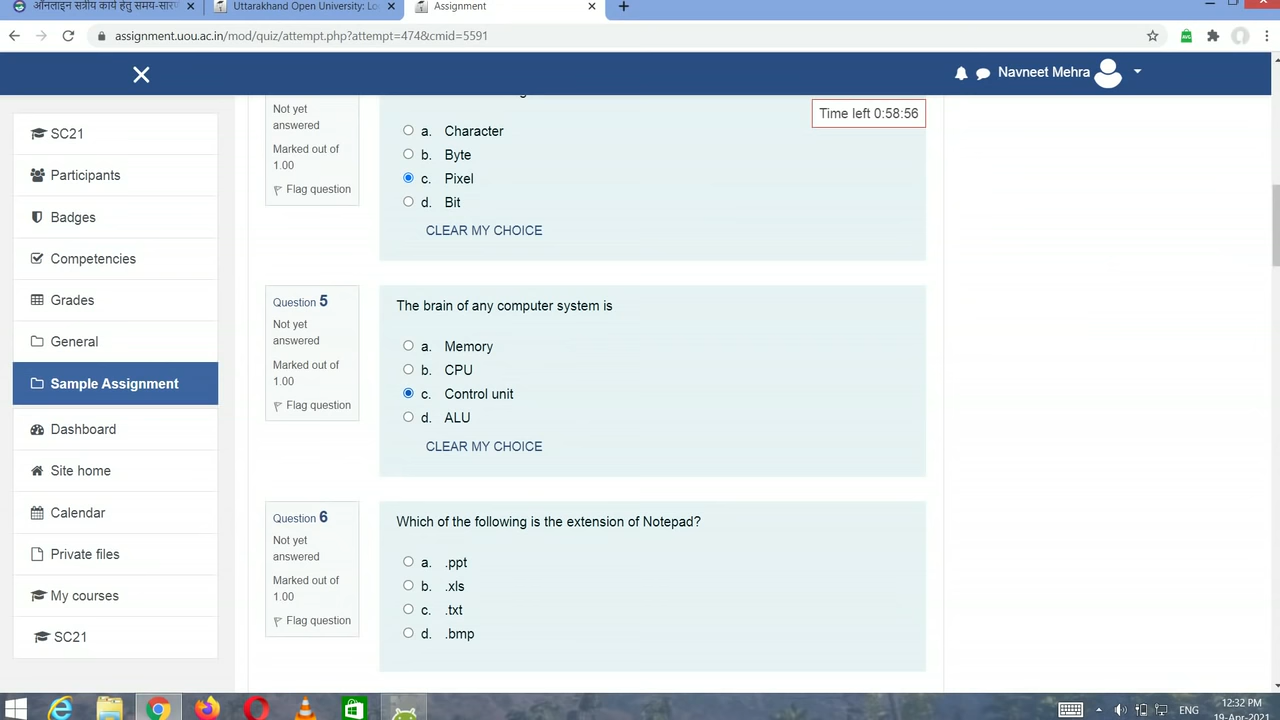 ऑनलाइन सत्रीय कार्य हेतु समय-सार
Uttarakhand Open University: Lo
Assignment
assignment.uou.ac.in/mod/quiz/attempt.php?attempt=474&cmid=5591
Navneet Mehra
Time left 0:58:56
SC21
Participants
Badges
Competencies
Grades
General
Sample Assignment
Dashboard
Site home
Calendar
Private files
My courses
SC21
Not yet
answered
Marked out of
1.00
Flag question
a. Character
b. Byte
c. Pixel
d. Bit
CLEAR MY CHOICE
Question 5
Not yet
answered
Marked out of
1.00
Flag question
The brain of any computer system is
a. Memory
b. CPU
c. Control unit
d. ALU
CLEAR MY CHOICE
Question 6
Not yet
answered
Marked out of
1.00
Flag question
Which of the following is the extension of Notepad?
a. .ppt
b. .xls
c. .txt
d. .bmp
ENG
12:32 PM
19-Apr-2021